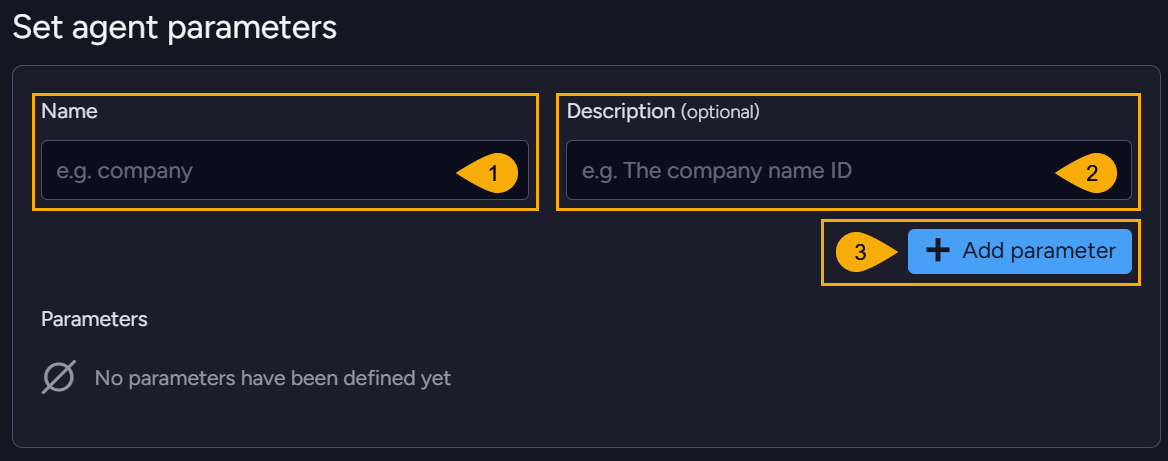 Set agent parameters
Name
Description (optional)
e.g. company
1
e.g. The company name ID
2
3
Add parameter
Parameters
No parameters have been defined yet